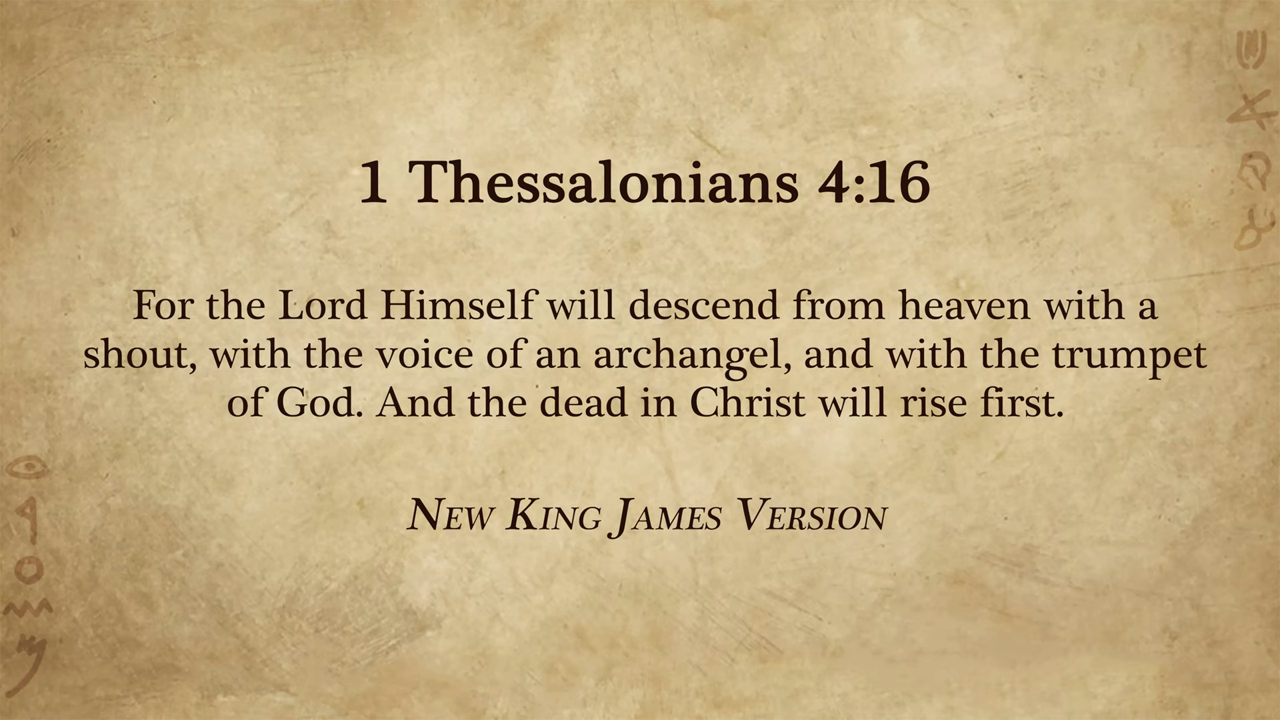 1 Thessalonians 4:16
For the Lord Himself will descend from heaven with a
shout, with the voice of an archangel, and with the trumpet
of God. And the dead in Christ will rise first.
New King James Version